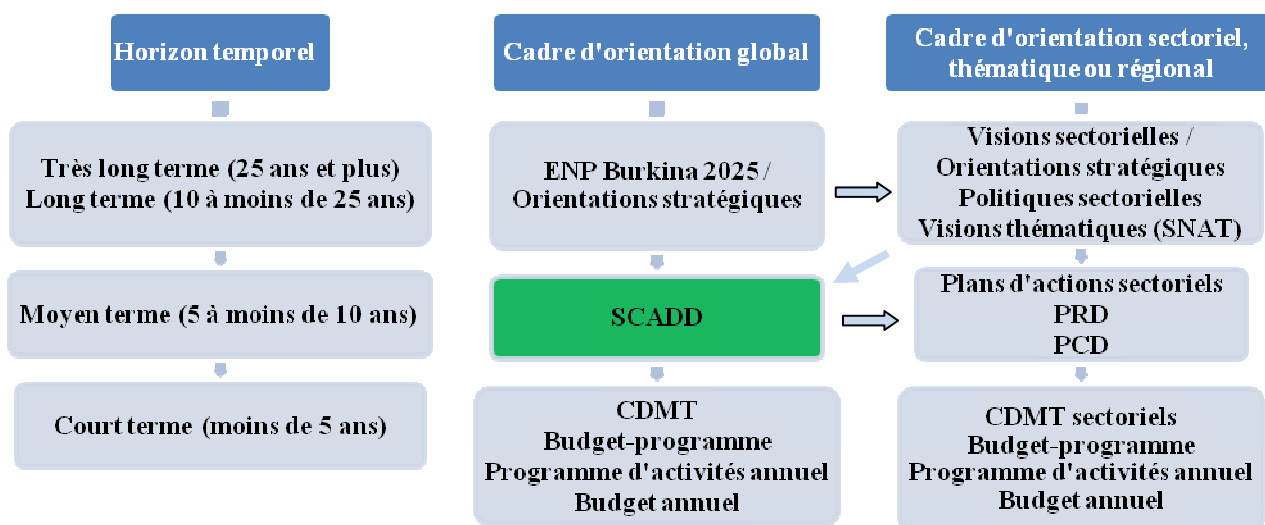 Horizon temporel
Cadre d'orientation global
Cadre d'orientation sectoriel,
thématique ou régional
Très long terme (25 ans et plus)
Long terme (10 à moins de 25 ans)
ENP Burkina 2025 /
Orientations stratégiques
Visions sectorielles /
Orientations stratégiques
Politiques sectorielles
Visions thématiques (SNAT)
Moyen terme (5 à moins de 10 ans)
SCADD
Plans d'actions sectoriels
PRD
PCD
Court terme (moins de 5 ans)
CDMT
Budget-programme
Programme d'activités annuel
Budget annuel
CDMT sectoriels
Budget-programme
Programme d'activités annuel
Budget annuel